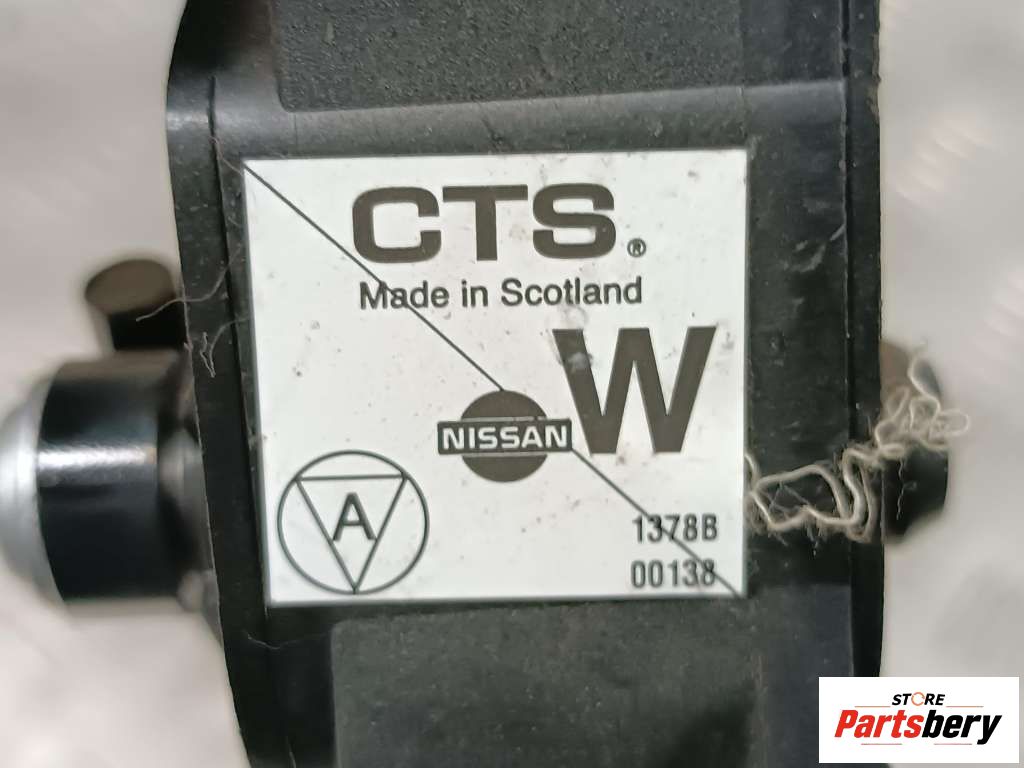 CTS®
Made in Scotland
W
NISSAN
A
1378B
00138
STORE
Partsbery